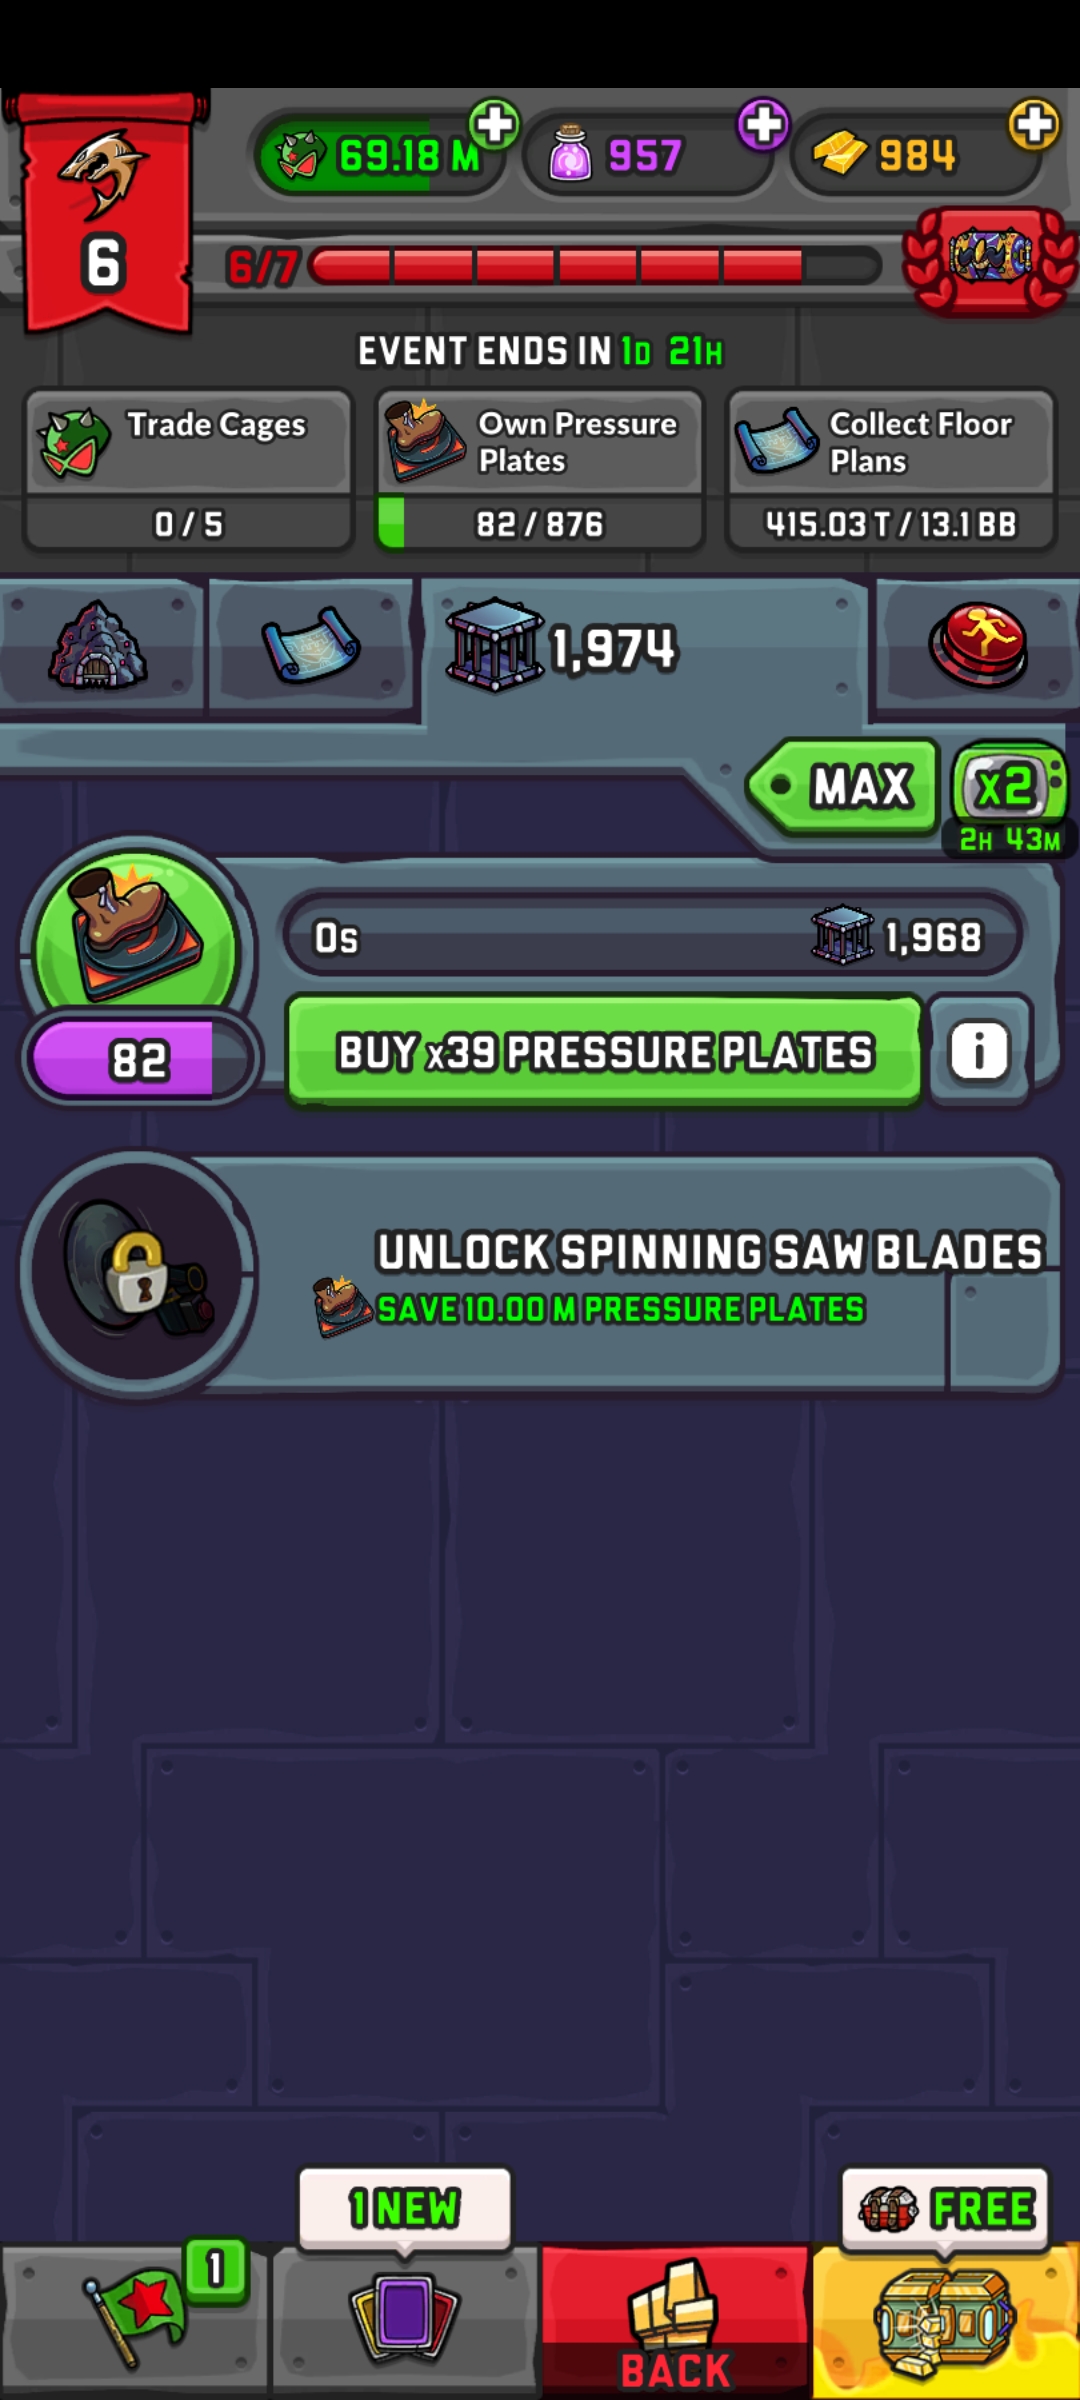 69.18 M
957
984
6
6/7
EVENT ENDS IN 1D 21H
Trade Cages
0 / 5
Own Pressure
Plates
82 / 876
Collect Floor
Plans
415.03 T / 13.1 BB
1,974
MAX
x2
2H 43M
0s
1,968
82
BUY x39 PRESSURE PLATES
i
UNLOCK SPINNING SAW BLADES
SAVE 10.00 M PRESSURE PLATES
1 NEW
FREE
1
BACK